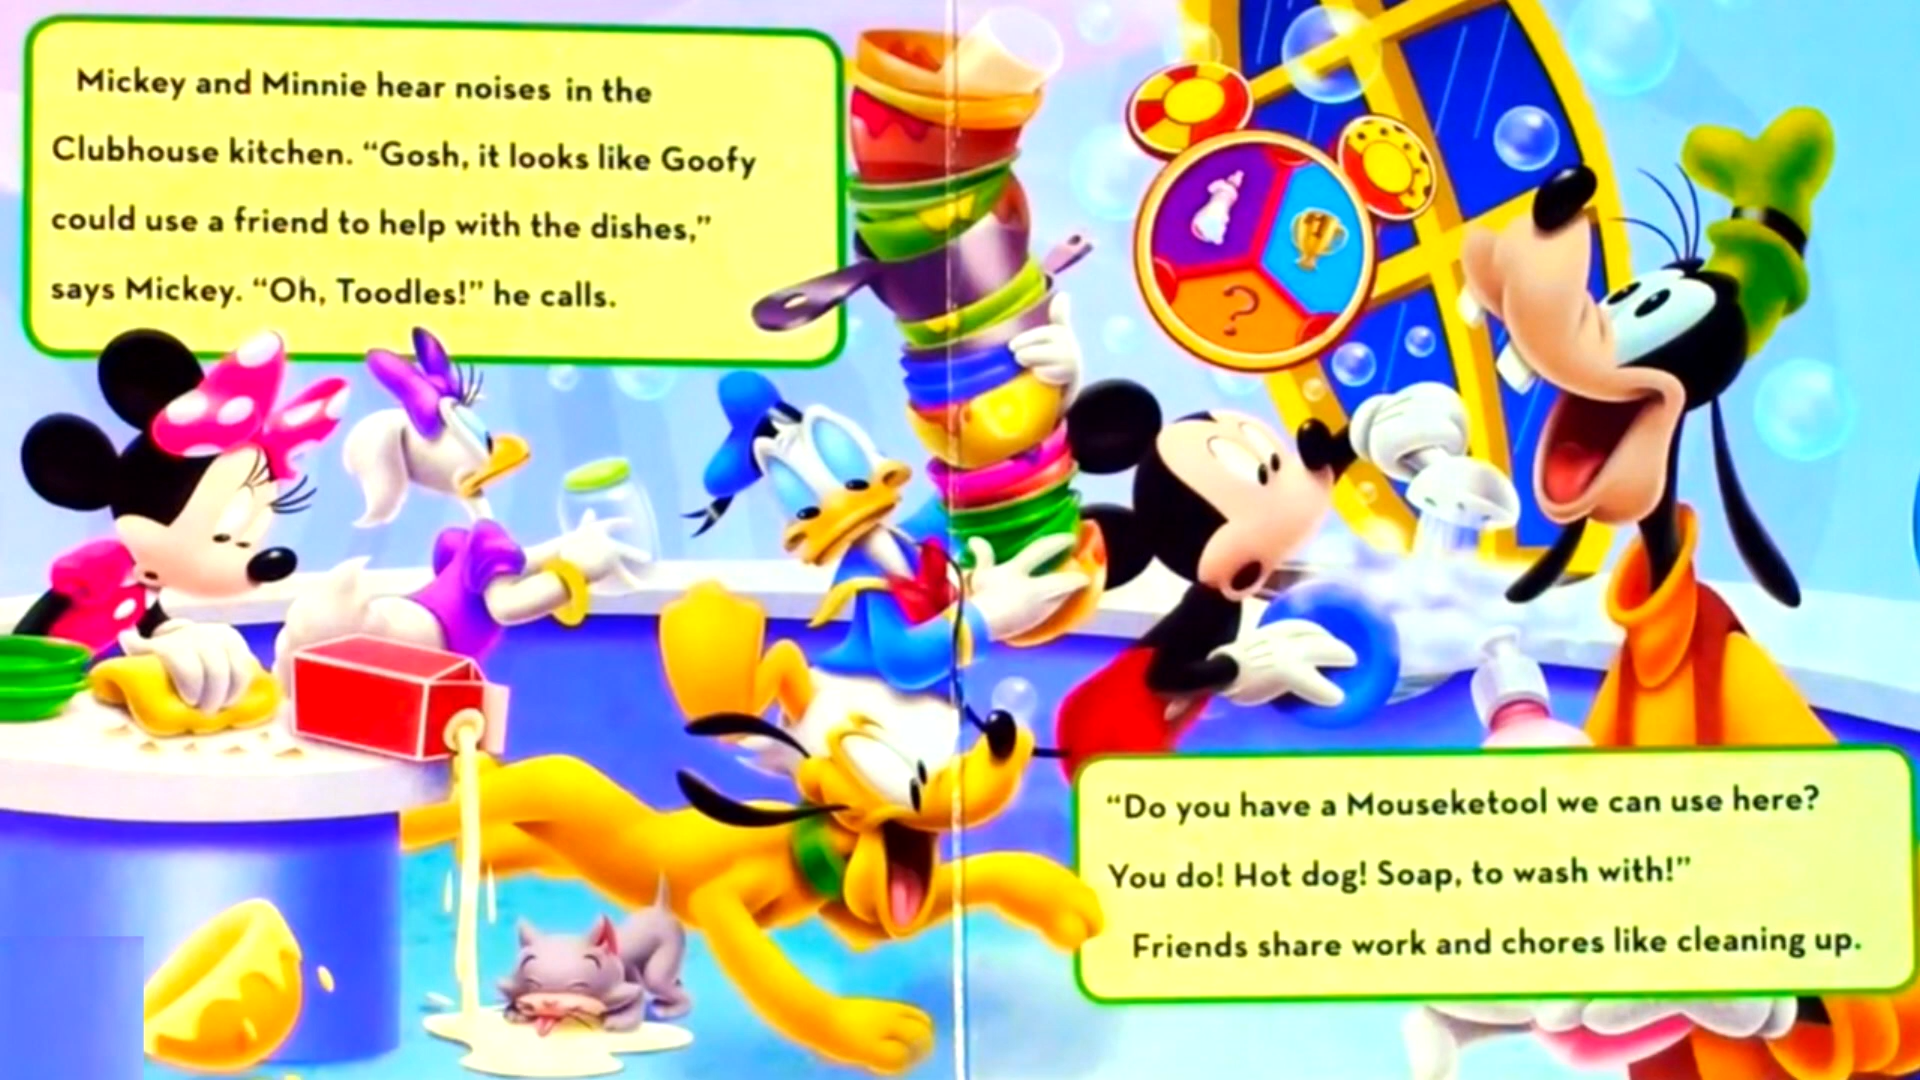 Mickey and Minnie hear noises in the
Clubhouse kitchen. “Gosh, it looks like Goofy
could use a friend to help with the dishes,”
says Mickey. “Oh, Toodles!” he calls.
?
“Do you have a Mouseketool we can use here?
You do! Hot dog! Soap, to wash with!”
Friends share work and chores like cleaning up.